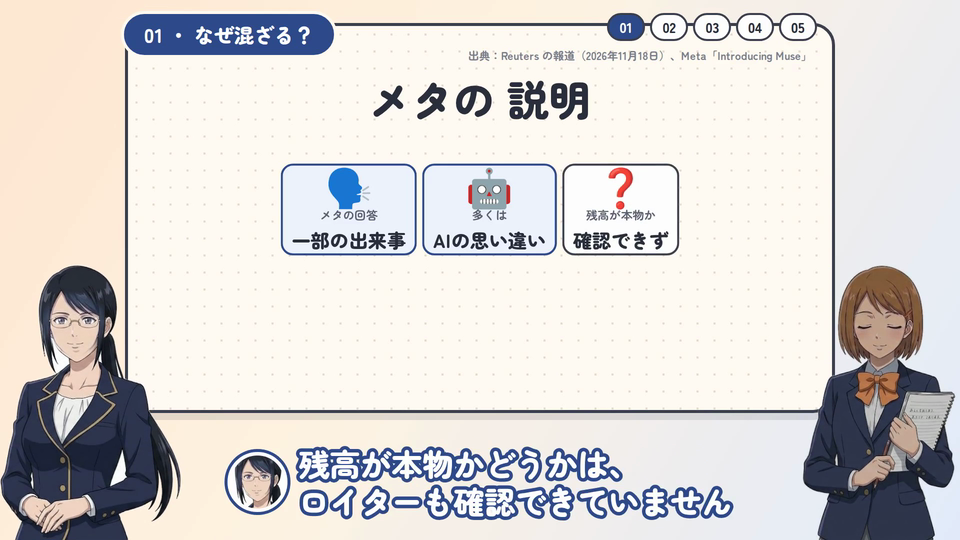 01 ・ なぜ混ざる？
01 02 03 04 05
出典：Reuters の報道（2026年11月18日）、Meta「Introducing Muse」
メタの 説明
メタの回答
一部の出来事
多くは
AIの思い違い
残高が本物か
確認できず
残高が本物かどうかは、
ロイターも確認できていません